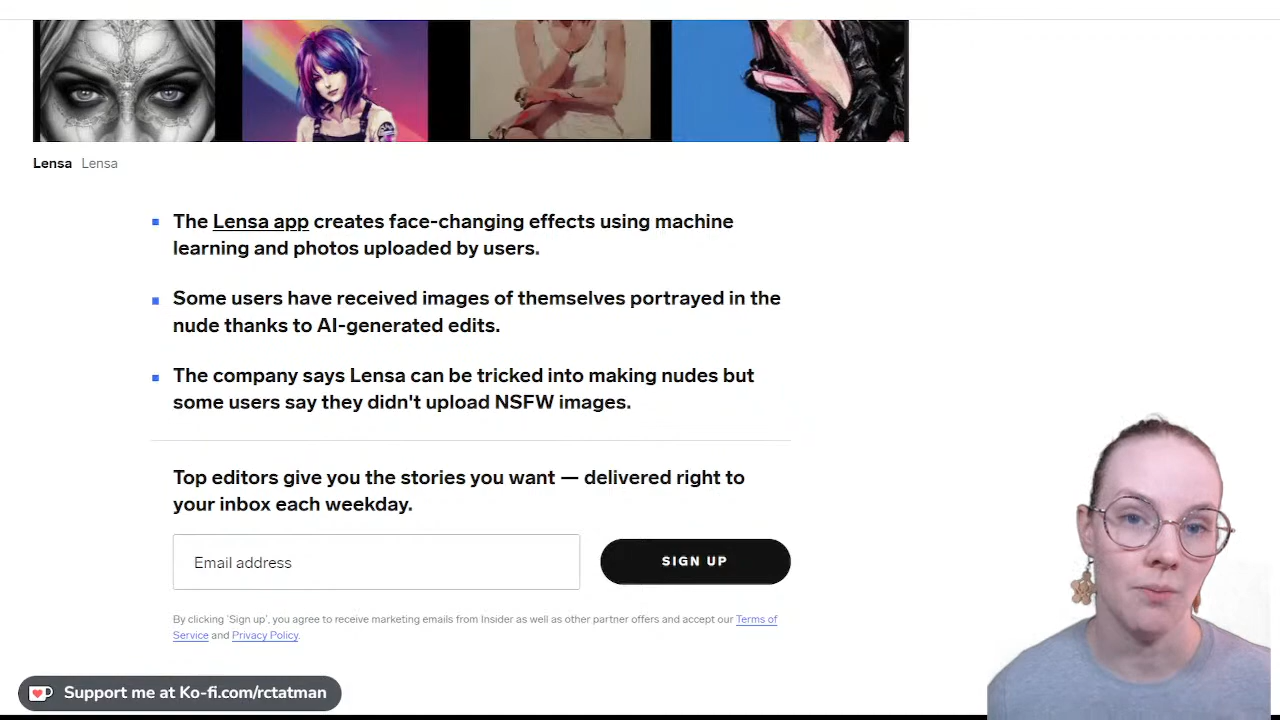 Lensa Lensa
The Lensa app creates face-changing effects using machine
learning and photos uploaded by users.
Some users have received images of themselves portrayed in the
nude thanks to AI-generated edits.
The company says Lensa can be tricked into making nudes but
some users say they didn't upload NSFW images.
Top editors give you the stories you want — delivered right to
your inbox each weekday.
Email address
SIGN UP
By clicking 'Sign up', you agree to receive marketing emails from Insider as well as other partner offers and accept our Terms of
Service and Privacy Policy.
Support me at Ko-fi.com/rctatman